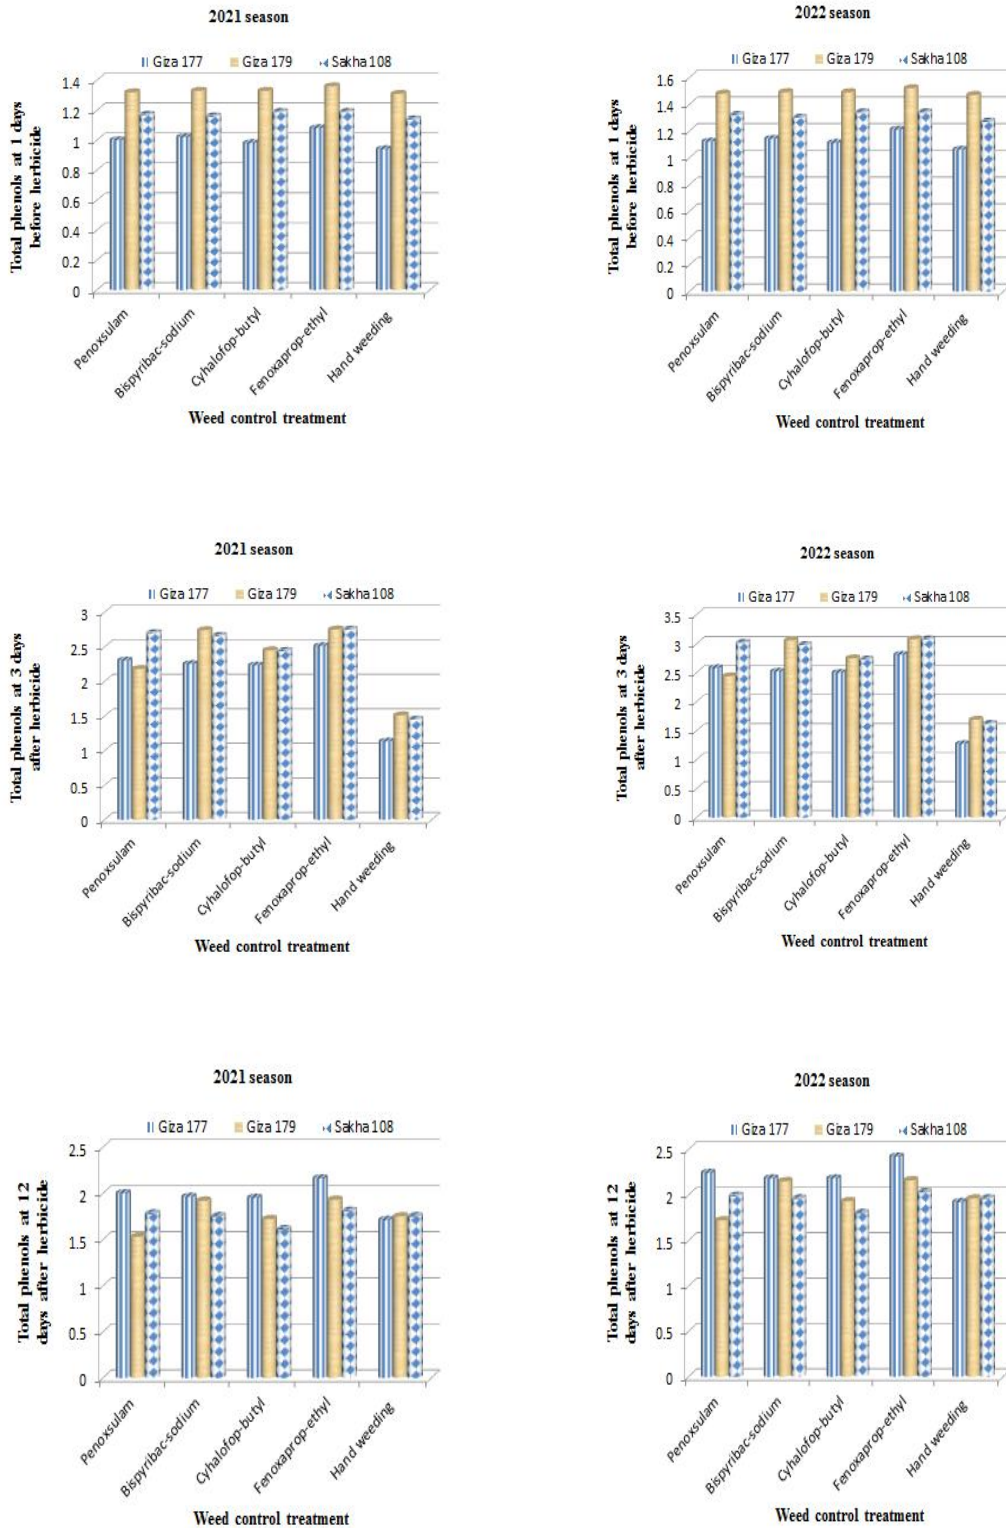 2021 season
Giza 177 Giza 179 Sakha 108
1.4
1.2
1
0.8
0.6
0.4
0.2
0
Total phenols at 1 days
before herbicide
Penoxsulam
Bispyribac-sodium
Cyhalofop-butyl
Fenoxaprop-ethyl
Hand weeding
Weed control treatment
2022 season
Giza 177 Giza 179 Sakha 108
1.6
1.4
1.2
1
0.8
0.6
0.4
0.2
0
Total phenols at 1 days
before herbicide
Penoxsulam
Bispyribac-sodium
Cyhalofop-butyl
Fenoxaprop-ethyl
Hand weeding
Weed control treatment
2021 season
Giza 177 Giza 179 Sakha 108
3
2.5
2
1.5
1
0.5
0
Total phenols at 3 days
after herbicide
Penoxsulam
Bispyribac-sodium
Cyhalofop-butyl
Fenoxaprop-ethyl
Hand weeding
Weed control treatment
2022 season
Giza 177 Giza 179 Sakha 108
3.5
3
2.5
2
1.5
1
0.5
0
Total phenols at 3 days
after herbicide
Penoxsulam
Bispyribac-sodium
Cyhalofop-butyl
Fenoxaprop-ethyl
Hand weeding
Weed control treatment
2021 season
Giza 177 Giza 179 Sakha 108
2.5
2
1.5
1
0.5
0
Total phenols at 12
days after herbicide
Penoxsulam
Bispyribac-sodium
Cyhalofop-butyl
Fenoxaprop-ethyl
Hand weeding
Weed control treatment
2022 season
Giza 177 Giza 179 Sakha 108
2.5
2
1.5
1
0.5
0
Total phenols at 12
days after herbicide
Penoxsulam
Bispyribac-sodium
Cyhalofop-butyl
Fenoxaprop-ethyl
Hand weeding
Weed control treatment